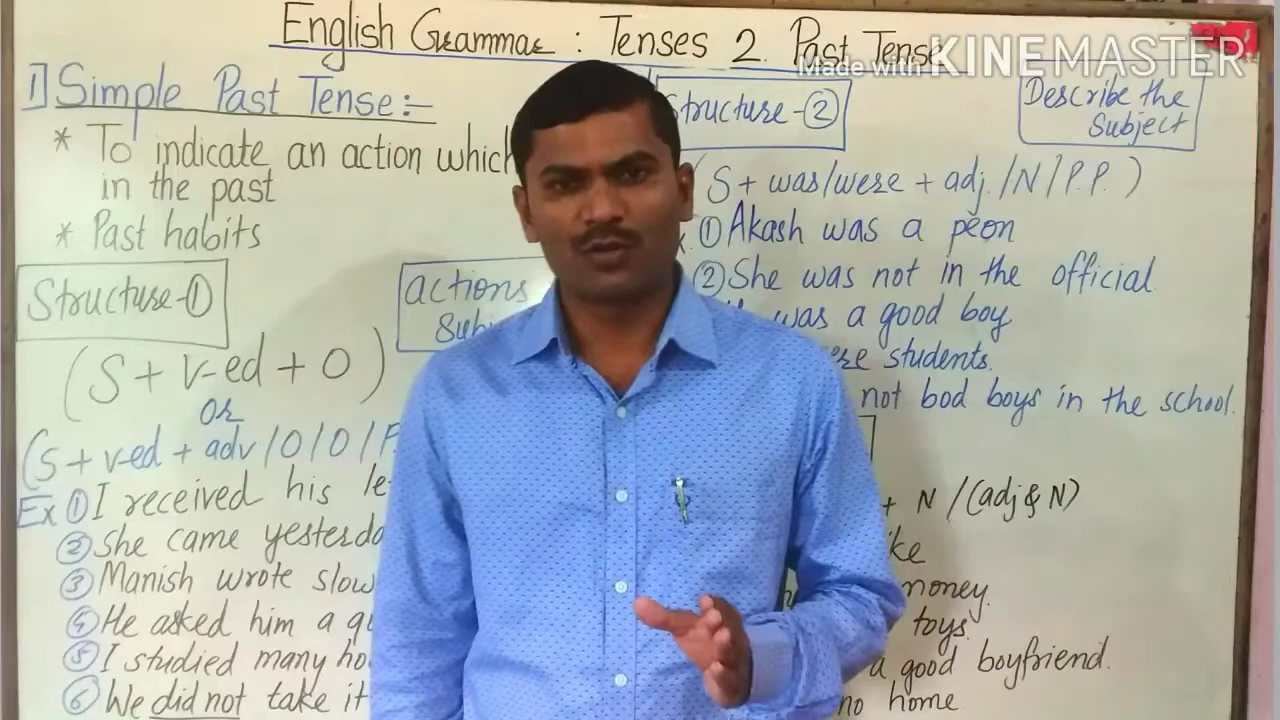 English Grammar : Tenses 2. Past Tense
Made with KINEMASTER
1] Simple Past Tense:-
* To indicate an action which
in the past
* Past habits
Structure-①
actions
(S + v-ed + O)
or
(S + v-ed + adv / O / O /
Ex ① I received his
② She came
③ Manish wrote
④ He asked him a
⑤ I studied many
⑥ We did not take it
Structure-②
Describe the
Subject
(S + was/were + adj. / N / P.P. )
① Akash was a peon
② She was not in the official
was a good boy
students.
not bod boys in the school.
+ N / (adj & N)
money.
toys.
a good boyfriend.
no home